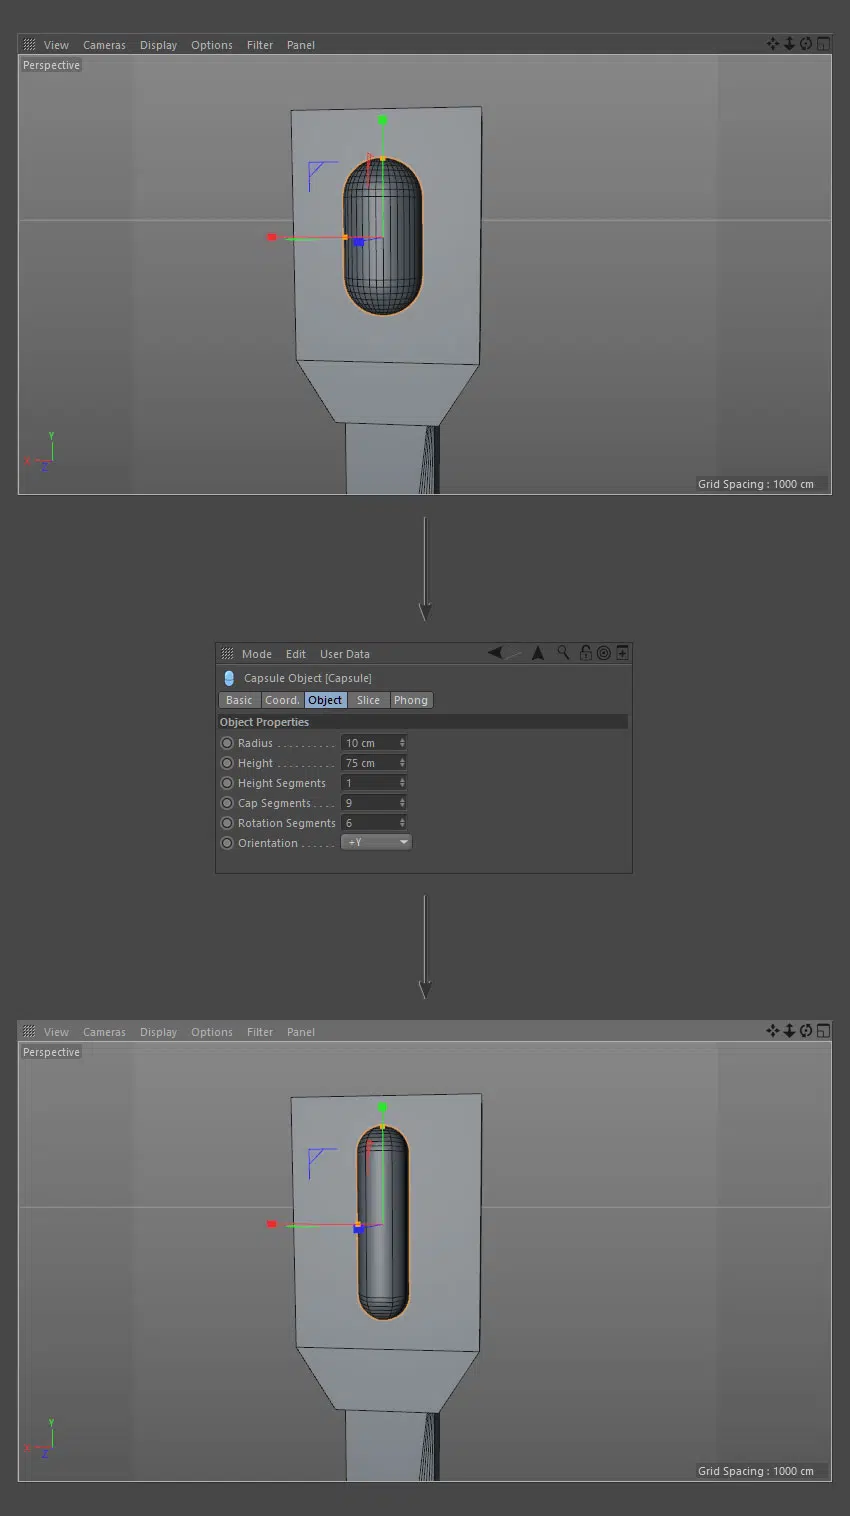 View Cameras Display Options Filter Panel
Perspective
Y
X
Z
Grid Spacing : 1000 cm
Mode Edit User Data
Capsule Object [Capsule]
Basic Coord. Object Slice Phong
Object Properties
Radius . . . . . . . . . . 10 cm
Height . . . . . . . . . . 75 cm
Height Segments 1
Cap Segments . . . . 9
Rotation Segments 6
Orientation . . . . . . +Y
View Cameras Display Options Filter Panel
Perspective
Y
X
Z
Grid Spacing : 1000 cm